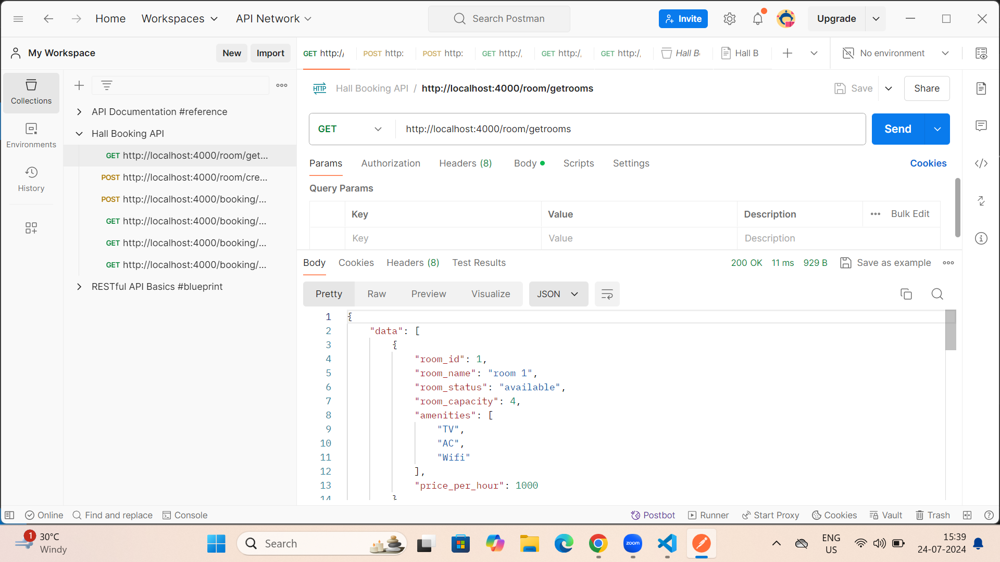 Home
Workspaces
API Network
Search Postman
Invite
Upgrade
My Workspace
New
Import
GET http:/
POST http:
POST http:
GET http:/
GET http:/
GET http:/
Hall B
Hall B
No environment
Collections
Environments
History
API Documentation #reference
Hall Booking API
GET http://localhost:4000/room/get...
POST http://localhost:4000/room/cre...
POST http://localhost:4000/booking/...
GET http://localhost:4000/booking/...
GET http://localhost:4000/booking/...
GET http://localhost:4000/booking/...
RESTful API Basics #blueprint
HTTP
Hall Booking API / http://localhost:4000/room/getrooms
Save
Share
GET
http://localhost:4000/room/getrooms
Send
Params
Authorization
Headers (8)
Body
Scripts
Settings
Cookies
Query Params
Key
Value
Description
Bulk Edit
Key
Value
Description
Body
Cookies
Headers (8)
Test Results
200 OK
11 ms
929 B
Save as example
Pretty
Raw
Preview
Visualize
JSON
1 {
2 "data": [
3 {
4 "room_id": 1,
5 "room_name": "room 1",
6 "room_status": "available",
7 "room_capacity": 4,
8 "amenities": [
9 "TV",
10 "AC",
11 "Wifi"
12 ],
13 "price_per_hour": 1000
14 }
Online
Find and replace
Console
Postbot
Runner
Start Proxy
Cookies
Vault
Trash
1
30°C
Windy
Search
zoom
ENG
US
15:39
24-07-2024